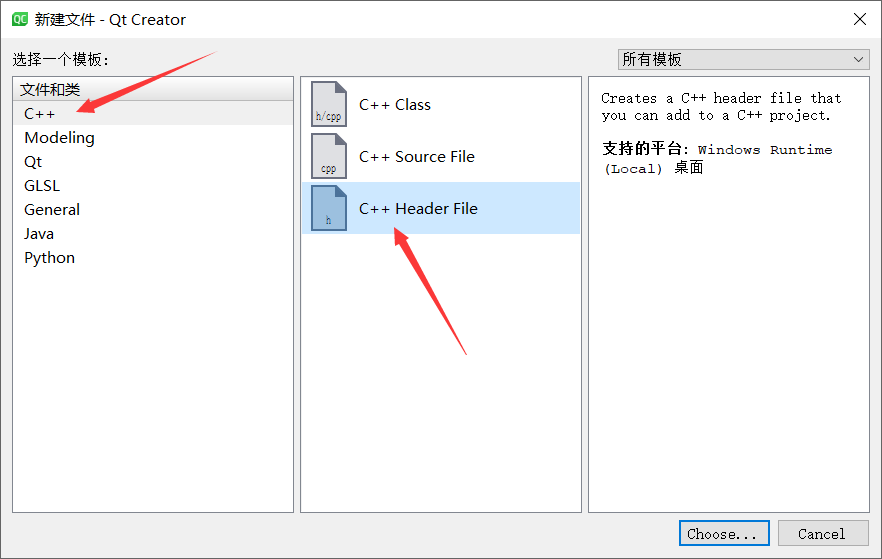 QC 新建文件 - Qt Creator
选择一个模板：
所有模板
文件和类
C++
Modeling
Qt
GLSL
General
Java
Python
h/cpp
C++ Class
cpp
C++ Source File
h
C++ Header File
Creates a C++ header file that
you can add to a C++ project.
支持的平台: Windows Runtime
(Local) 桌面
Choose...
Cancel